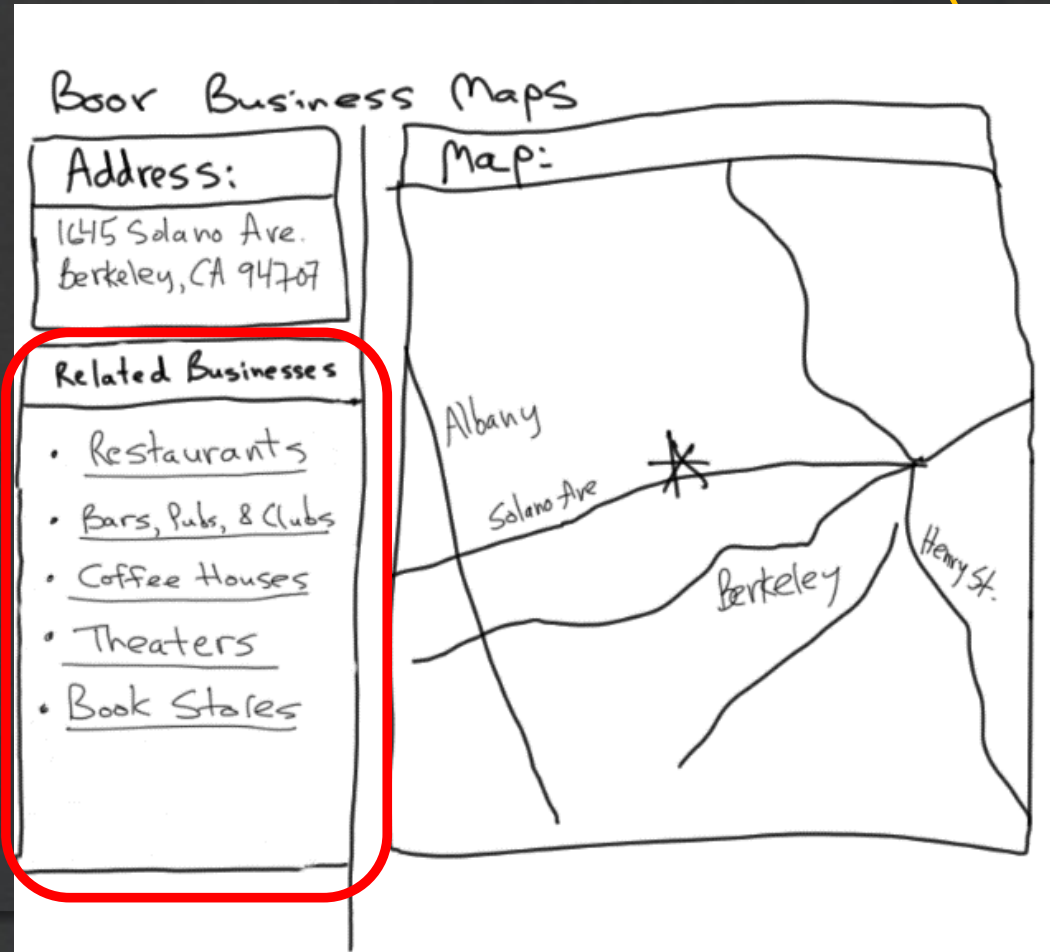 Boor Business Maps
Address:
1645 Solano Ave.
Berkeley, CA 94707
Related Businesses
• Restaurants
• Bars, Pubs, & Clubs
• Coffee Houses
• Theaters
• Book Stores
Map:
Albany
Solano Ave
Berkeley
Henry St.